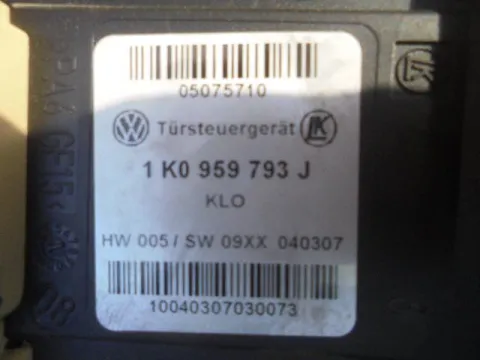 05075710
Türsteuergerät
1 K0 959 793 J
KLO
HW 005 / SW 09XX 040307
10040307030073